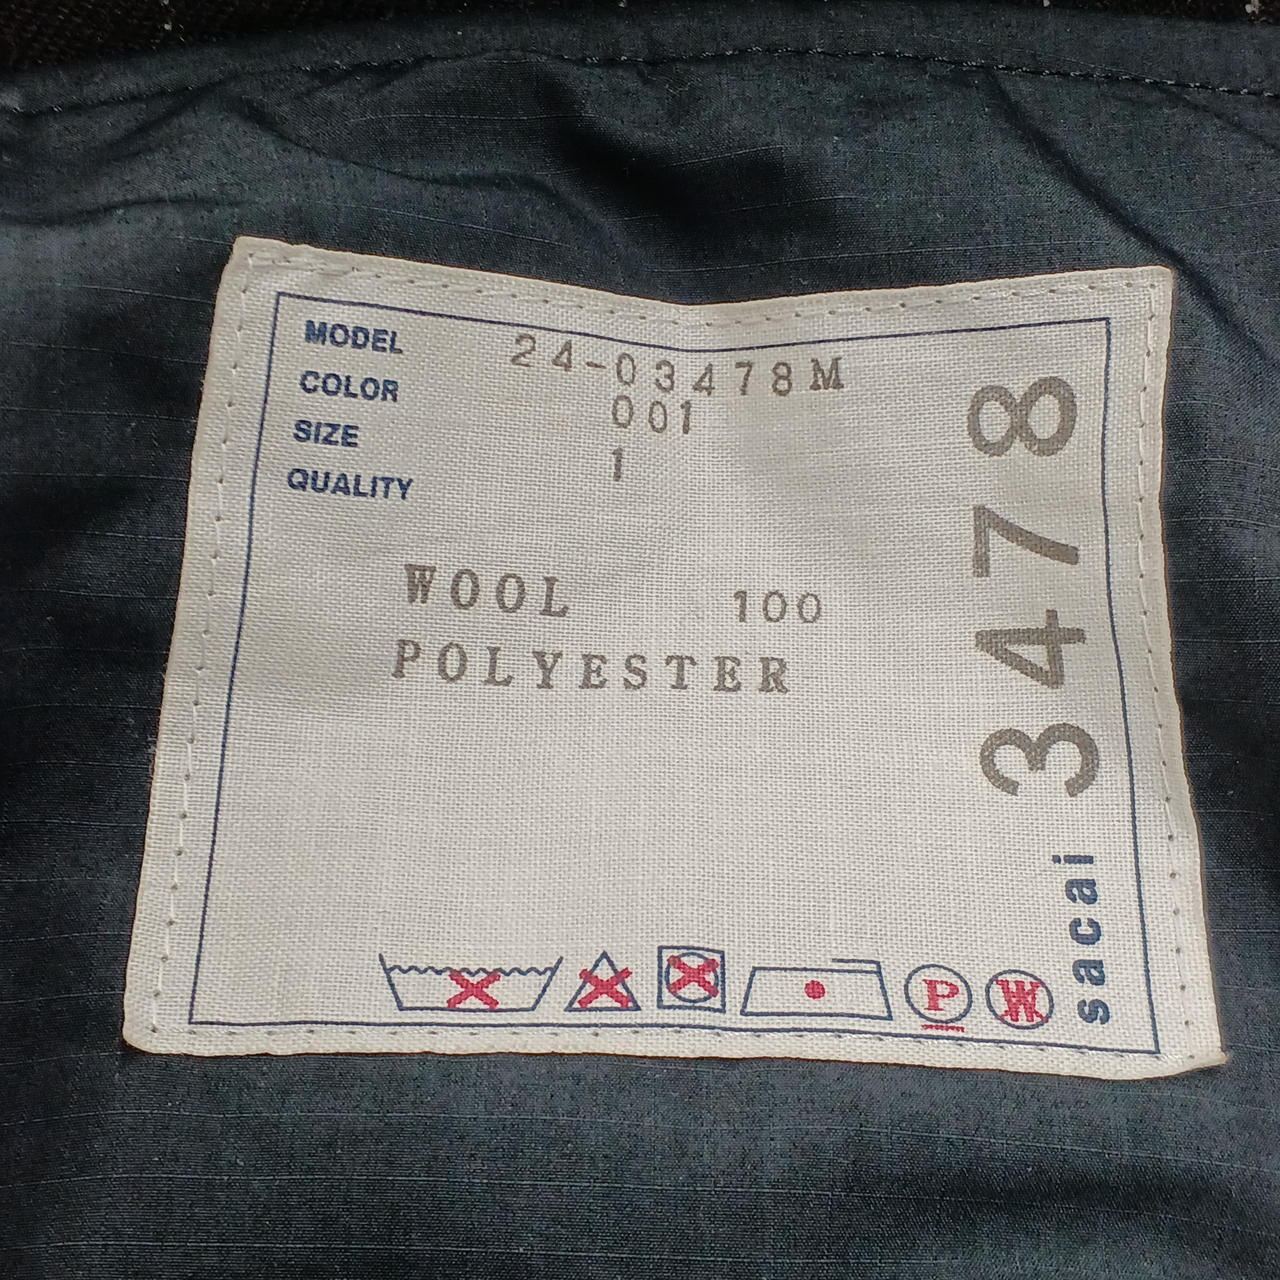 MODEL 24-03478M
COLOR 001
SIZE 1
QUALITY
WOOL 100
POLYESTER
P W
sacai 3478